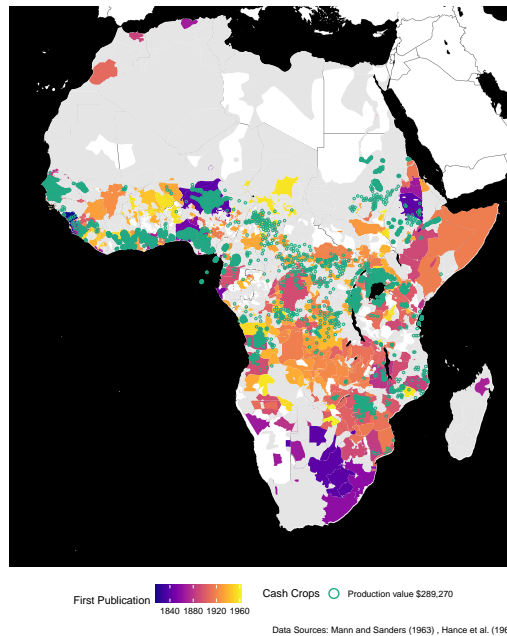 First Publication
1840 1880 1920 1960
Cash Crops
Production value $289,270
Data Sources: Mann and Sanders (1963) , Hance et al. (196